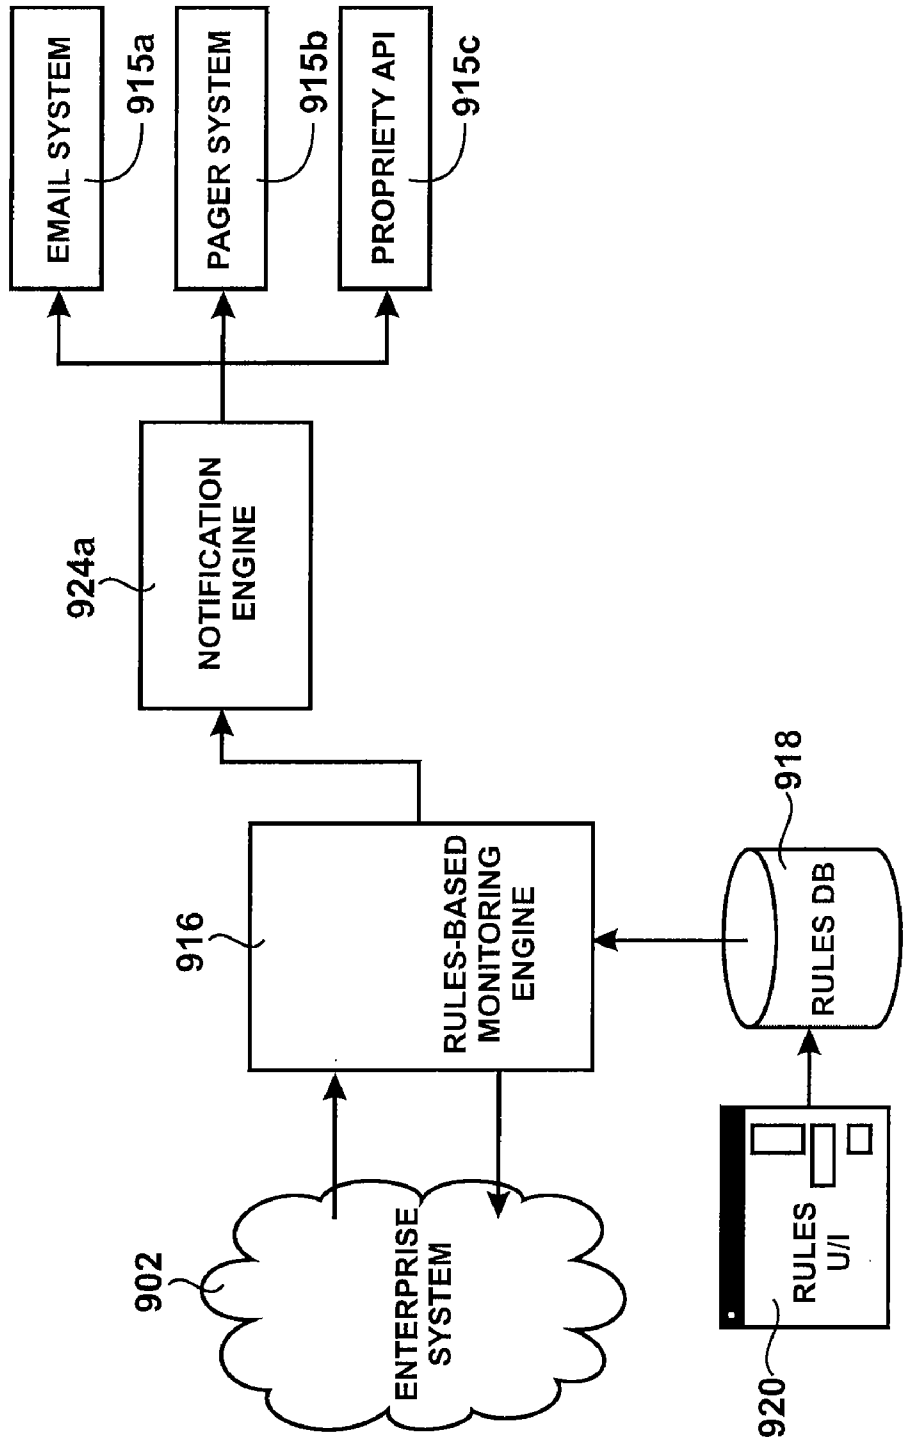 902
ENTERPRISE
SYSTEM
916
RULES-BASED
MONITORING
ENGINE
924a
NOTIFICATION
ENGINE
EMAIL SYSTEM
915a
PAGER SYSTEM
915b
PROPRIETY API
915c
920
RULES
U/I
RULES DB
918